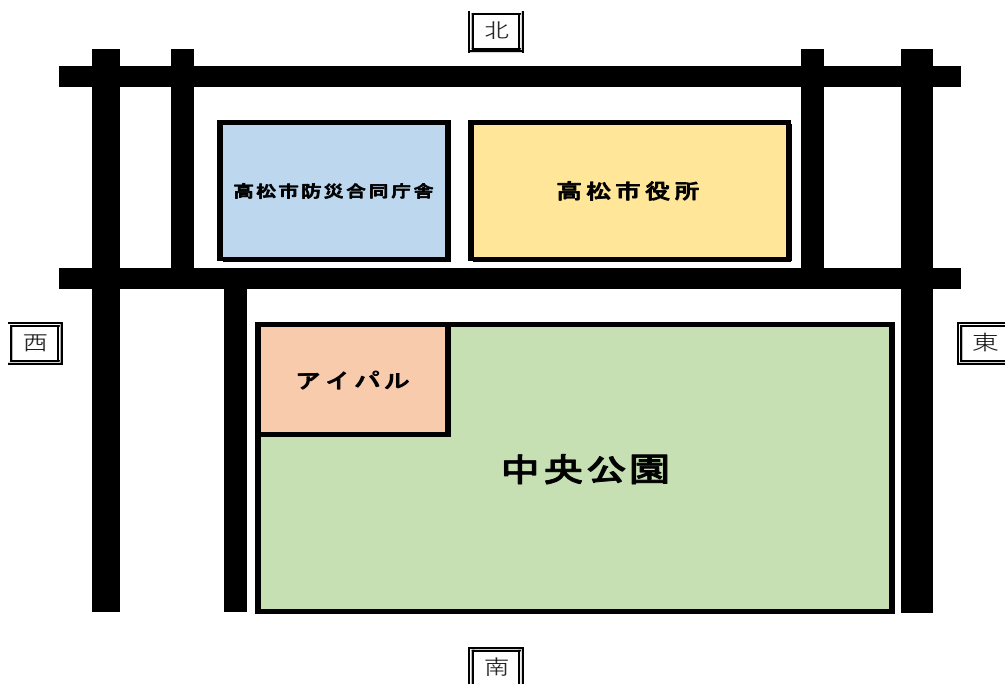 北
高松市防災合同庁舎
高松市役所
西
東
アイパル
中央公園
南